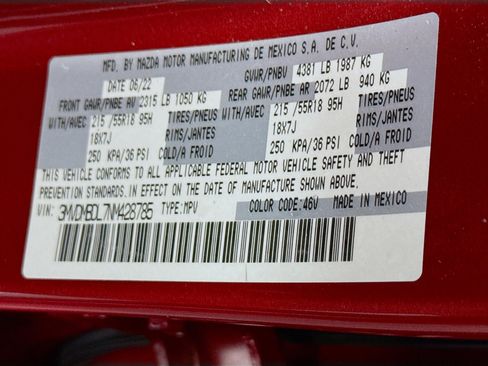 MFD. BY MAZDA MOTOR MANUFACTURING DE MEXICO S.A. DE C.V.
DATE 06/22 GVWR/PNBV 4381 LB 1987 KG
FRONT GAWR/PNBE AV 2315 LB 1050 KG REAR GAWR/PNBE AR 2072 LB 940 KG
WITH/AVEC 215/55R18 95H TIRES/PNEUS WITH/AVEC 215/55R18 95H TIRES/PNEUS
18X7J RIMS/JANTES 18X7J RIMS/JANTES
250 KPA/36 PSI COLD/A FROID 250 KPA/36 PSI COLD/A FROID
THIS VEHICLE CONFORMS TO ALL APPLICABLE FEDERAL MOTOR VEHICLE SAFETY AND THEFT
PREVENTION STANDARDS.IN EFFECT ON THE DATE OF MANUFACTURE SHOWN ABOVE.
VIN: 3MVDMBDL7NM428785 TYPE:MPV COLOR CODE:46V MADE IN MEXICO